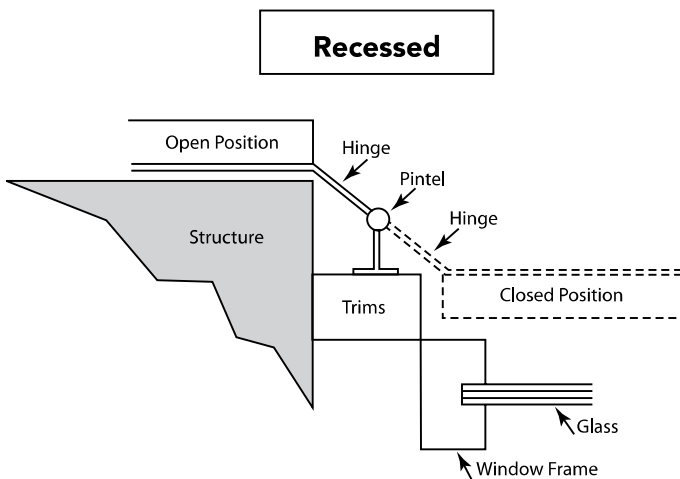 Recessed
Open Position
Hinge
Pintel
Hinge
Structure
Closed Position
Trims
Glass
Window Frame